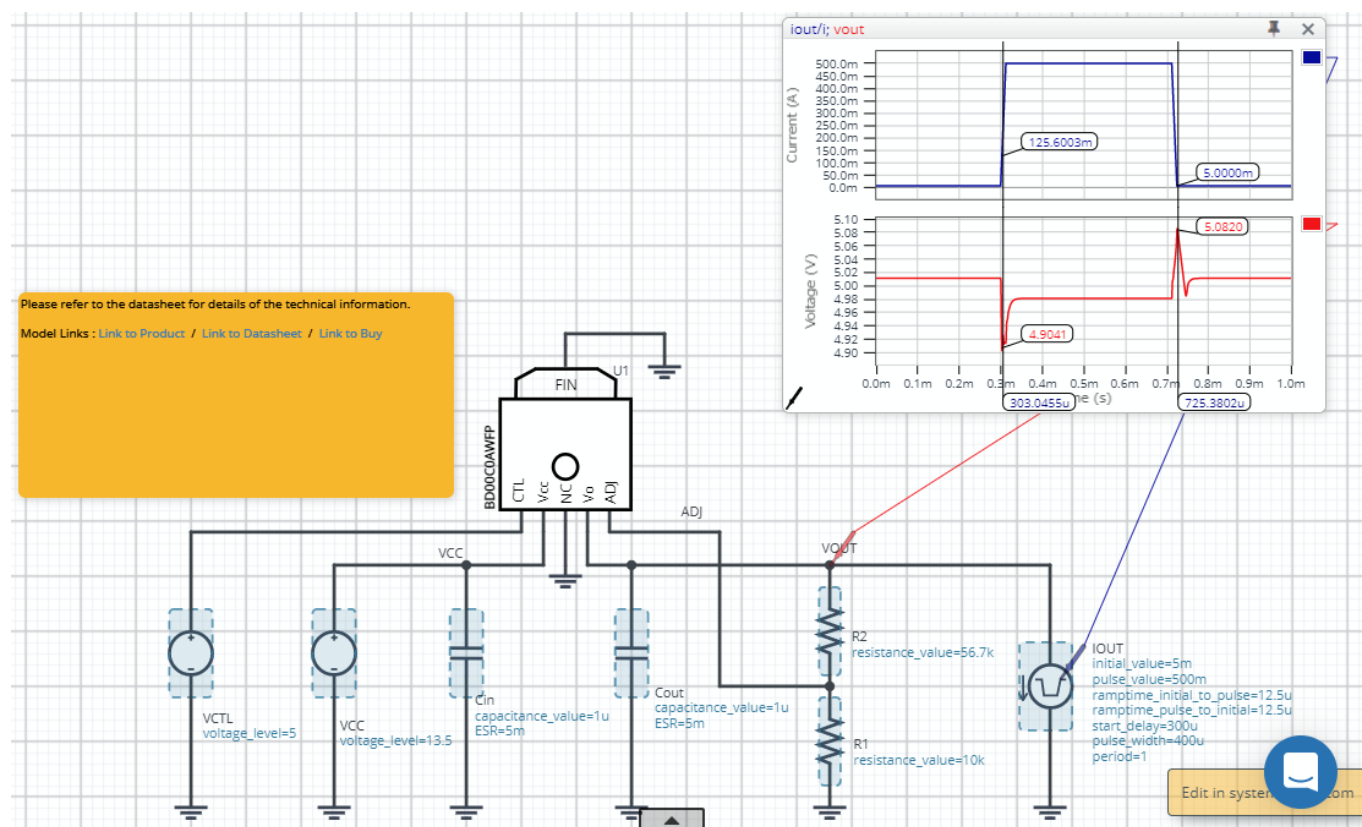 iout/i; vout
Current (A)
500.0m
450.0m
400.0m
350.0m
300.0m
250.0m
200.0m
150.0m
100.0m
50.0m
0.0m
125.6003m
5.0000m
Voltage (V)
5.10
5.08
5.06
5.04
5.02
5.00
4.98
4.96
4.94
4.92
4.90
5.0820
4.9041
0.0m 0.1m 0.2m 0.3m 0.4m 0.5m 0.6m 0.7m 0.8m 0.9m 1.0m
303.0455u
(s)
725.3802u
Please refer to the datasheet for details of the technical information.
Model Links : Link to Product / Link to Datasheet / Link to Buy
U1
FIN
BD00C0AWFP
CTL
Vcc
NC
Vo
ADJ
ADJ
VCC
VOUT
VCTL
voltage_level=5
VCC
voltage_level=13.5
Cin
capacitance_value=1u
ESR=5m
Cout
capacitance_value=1u
ESR=5m
R2
resistance_value=56.7k
R1
resistance_value=10k
IOUT
initial_value=5m
pulse_value=500m
ramptime_initial_to_pulse=12.5u
ramptime_pulse_to_initial=12.5u
start_delay=300u
pulse_width=400u
period=1
Edit in